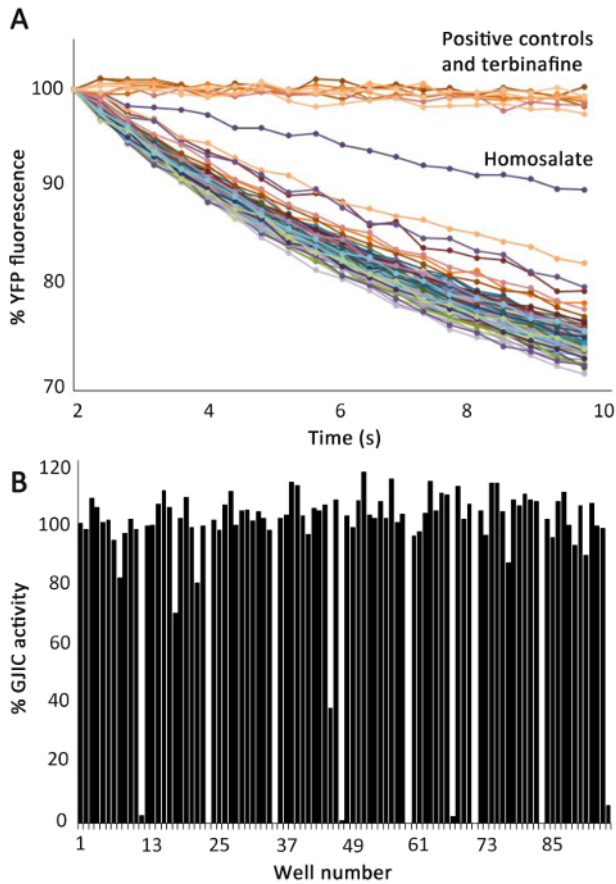 A
Positive controls
and terbinafine
Homosalate
% YFP fluorescence
100
90
80
70
2 4 6 8 10
Time (s)
B
% GJIC activity
120
100
80
60
40
20
0
1 13 25 37 49 61 73 85
Well number